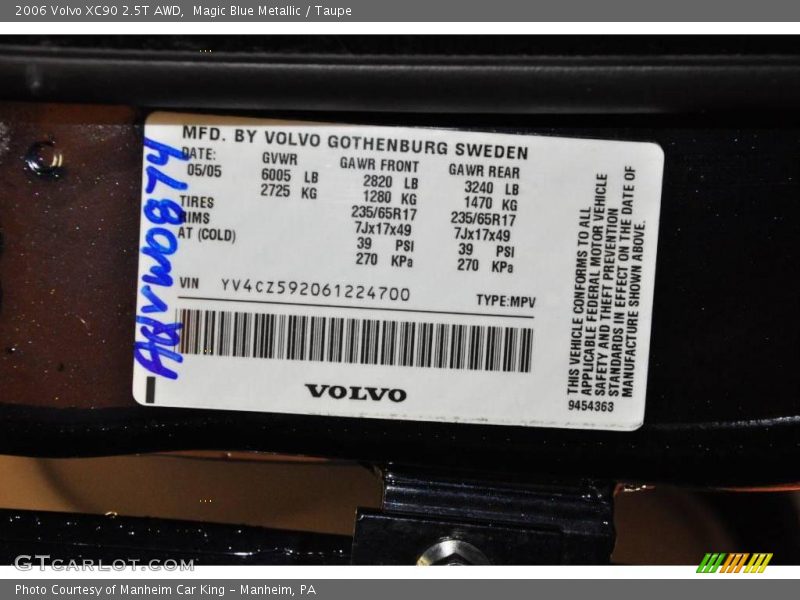 2006 Volvo XC90 2.5T AWD,  Magic Blue Metallic / Taupe
MFD. BY VOLVO GOTHENBURG SWEDEN
DATE: GVWR GAWR FRONT GAWR REAR
05/05 6005 LB 2820 LB 3240 LB
2725 KG 1280 KG 1470 KG
TIRES 235/65R17 235/65R17
RIMS 7Jx17x49 7Jx17x49
AT (COLD) 39 PSI 39 PSI
270 KPa 270 KPa
VIN YV4CZ592061224700 TYPE:MPV
VOLVO
THIS VEHICLE CONFORMS TO ALL
APPLICABLE FEDERAL MOTOR VEHICLE
SAFETY AND THEFT PREVENTION
STANDARDS IN EFFECT ON THE DATE OF
MANUFACTURE SHOWN ABOVE.
9454363
GTCarLot.com
Photo Courtesy of Manheim Car King - Manheim, PA